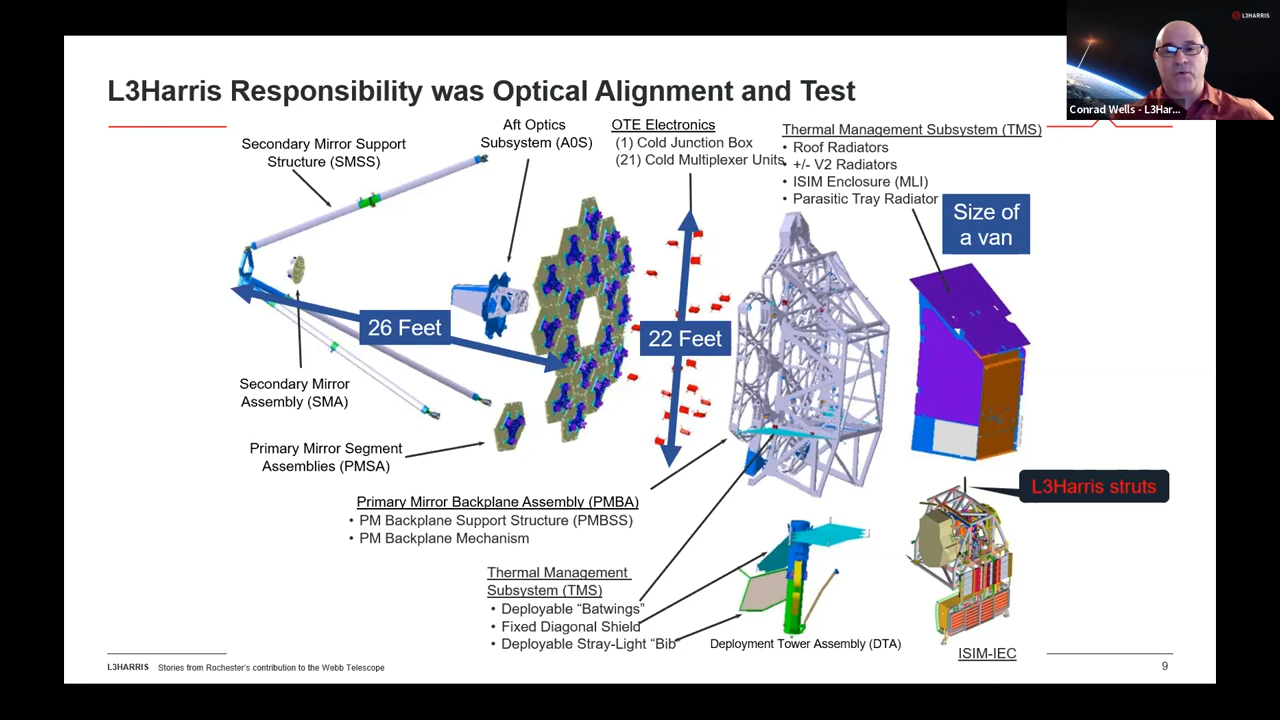 L3HARRIS
Conrad Wells - L3Har...
L3Harris Responsibility was Optical Alignment and Test
Secondary Mirror Support
Structure (SMSS)
Aft Optics
Subsystem (A0S)
OTE Electronics
(1) Cold Junction Box
(21) Cold Multiplexer Units
Thermal Management Subsystem (TMS)
• Roof Radiators
• +/- V2 Radiators
• ISIM Enclosure (MLI)
• Parasitic Tray Radiator
Size of
a van
26 Feet
22 Feet
Secondary Mirror
Assembly (SMA)
Primary Mirror Segment
Assemblies (PMSA)
Primary Mirror Backplane Assembly (PMBA)
• PM Backplane Support Structure (PMBSS)
• PM Backplane Mechanism
L3Harris struts
Thermal Management
Subsystem (TMS)
• Deployable “Batwings”
• Fixed Diagonal Shield
• Deployable Stray-Light “Bib”
Deployment Tower Assembly (DTA)
ISIM-IEC
L3HARRIS Stories from Rochester's contribution to the Webb Telescope
9